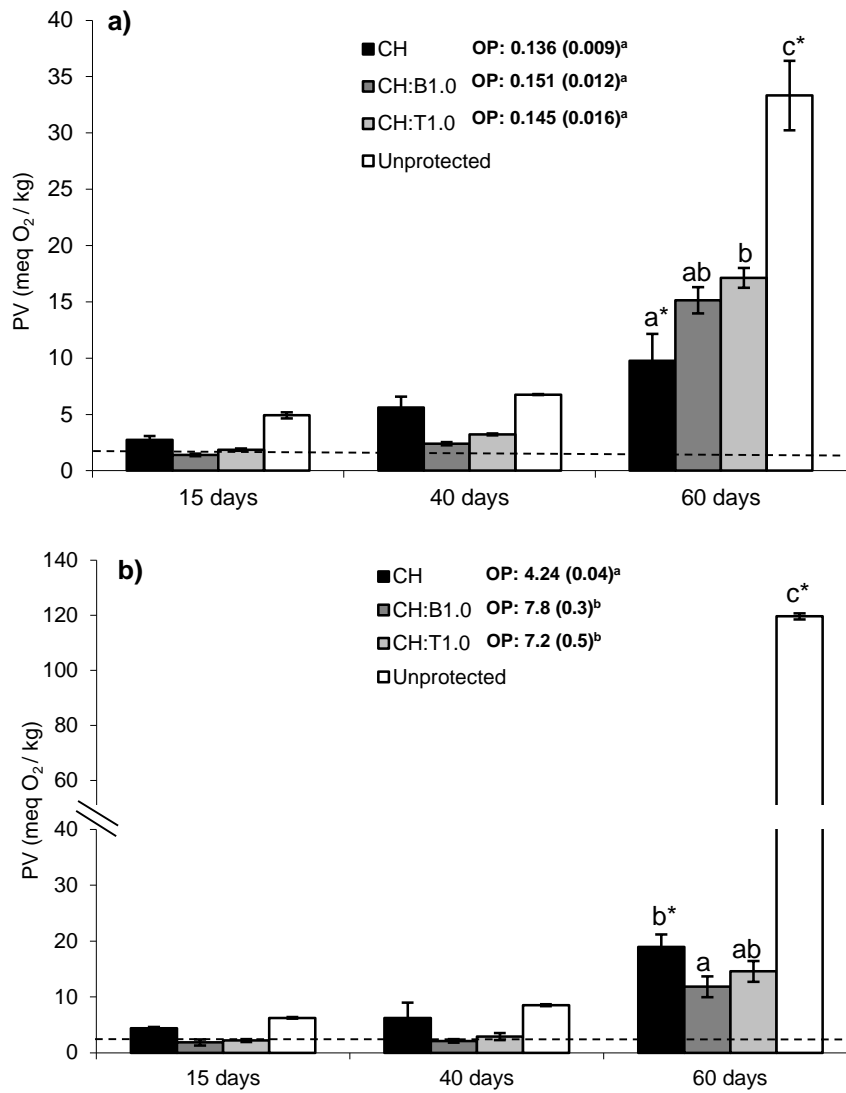 a)
CH OP: 0.136 (0.009)ᵃ
CH:B1.0 OP: 0.151 (0.012)ᵃ
CH:T1.0 OP: 0.145 (0.016)ᵃ
Unprotected
c*
b
ab
a*
PV (meq O₂ / kg)
40
35
30
25
20
15
10
5
0
15 days 40 days 60 days
b)
CH OP: 4.24 (0.04)ᵃ
CH:B1.0 OP: 7.8 (0.3)ᵇ
CH:T1.0 OP: 7.2 (0.5)ᵇ
Unprotected
c*
b*
a
ab
PV (meq O₂ / kg)
140
120
100
80
60
40
30
20
10
0
15 days 40 days 60 days